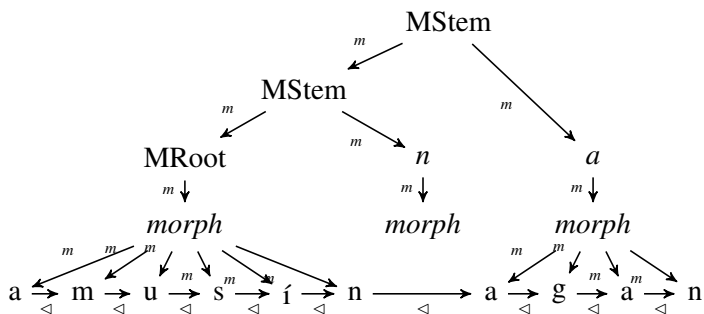 MStem
m
MStem
m m
m
MRoot n a
m m m
morph morph morph
m m m m m
m m m m m
a m u s í n a g a n
◁ ◁ ◁ ◁ ◁ ◁ ◁ ◁ ◁